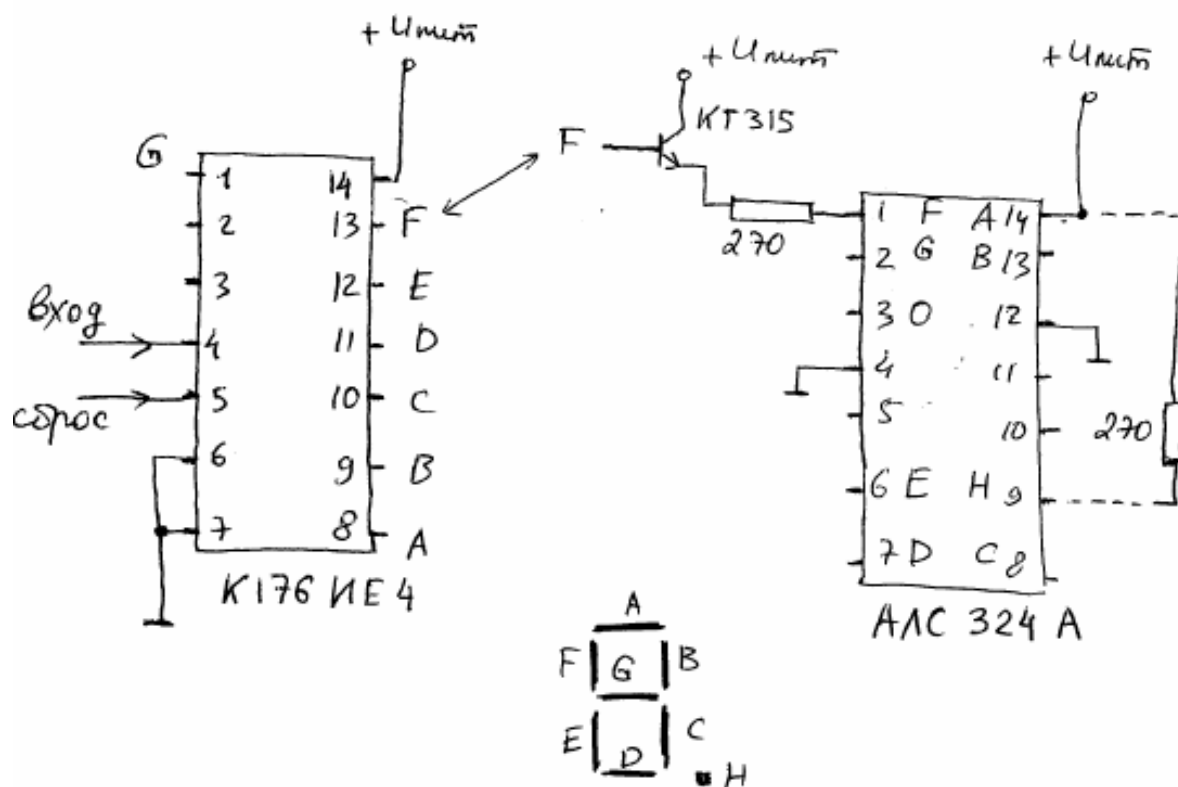 + Uпит
G
1 14
2 13 F
3 12 E
вход
4 11 D
5 10 C
сброс
6 9 B
7 8 A
К176 ИЕ4
F
+ Uпит
КТ315
270
+ Uпит
1 F A 14
2 G B 13
3 O 12
4 11
5 10
6 E H 9
7 D C 8
270
АЛС 324 А
A
F G B
E D C
H